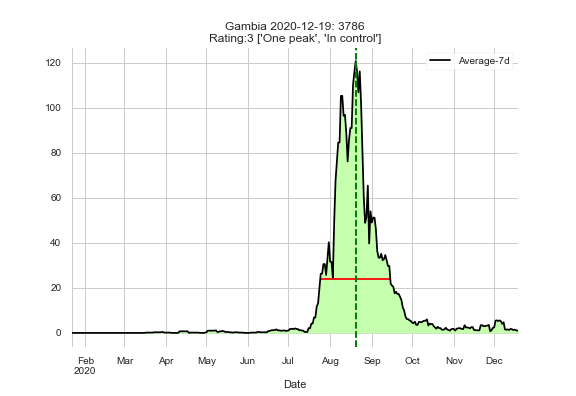 Gambia 2020-12-19: 3786
Rating:3 ['One peak', 'In control']
Average-7d
120
100
80
60
40
20
0
Feb Mar Apr May Jun Jul Aug Sep Oct Nov Dec
2020
Date